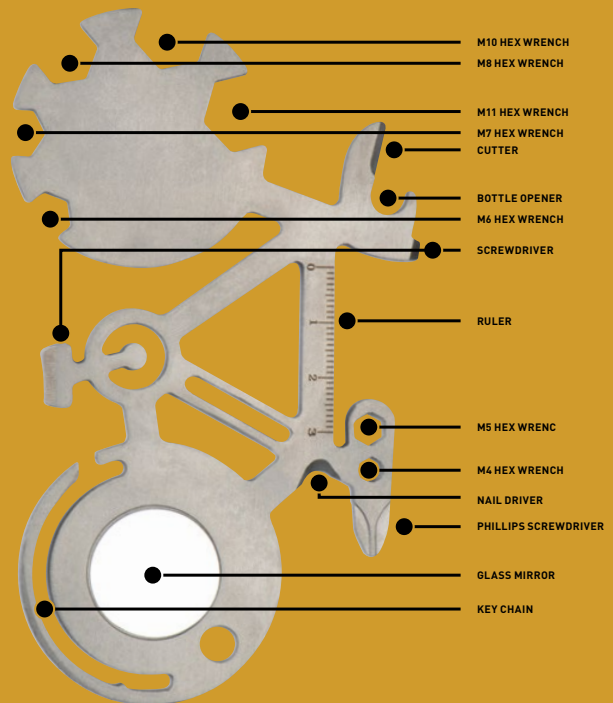 M10 HEX WRENCH
M8 HEX WRENCH
M11 HEX WRENCH
M7 HEX WRENCH
CUTTER
BOTTLE OPENER
M6 HEX WRENCH
SCREWDRIVER
0
1
RULER
2
3
M5 HEX WRENC
M4 HEX WRENCH
NAIL DRIVER
PHILLIPS SCREWDRIVER
GLASS MIRROR
KEY CHAIN